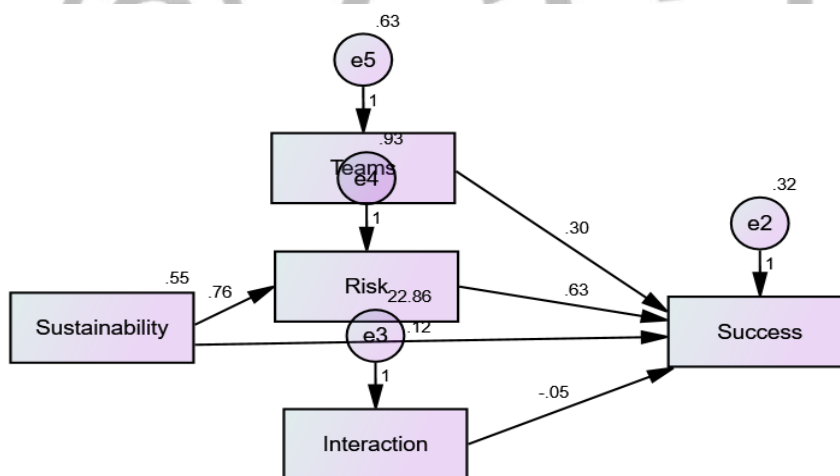 .63
e5
1
.93
Teams
e4
1
.30
.32
e2
1
.55
.76
Risk
22.86
.63
Sustainability
e3
.12
Success
1
-.05
Interaction